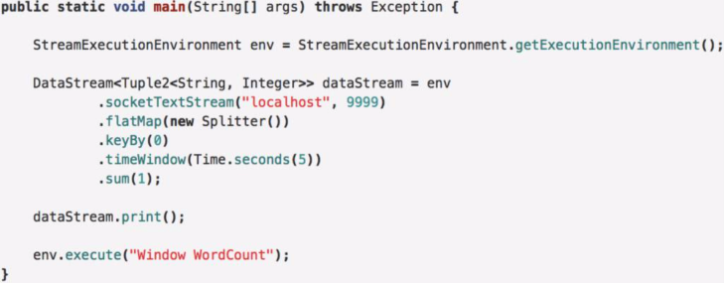 public static void main(String[] args) throws Exception {
StreamExecutionEnvironment env = StreamExecutionEnvironment.getExecutionEnvironment();
DataStream<Tuple2<String, Integer>> dataStream = env
.socketTextStream("localhost", 9999)
.flatMap(new Splitter())
.keyBy(0)
.timeWindow(Time.seconds(5))
.sum(1);
dataStream.print();
env.execute("Window WordCount");
}